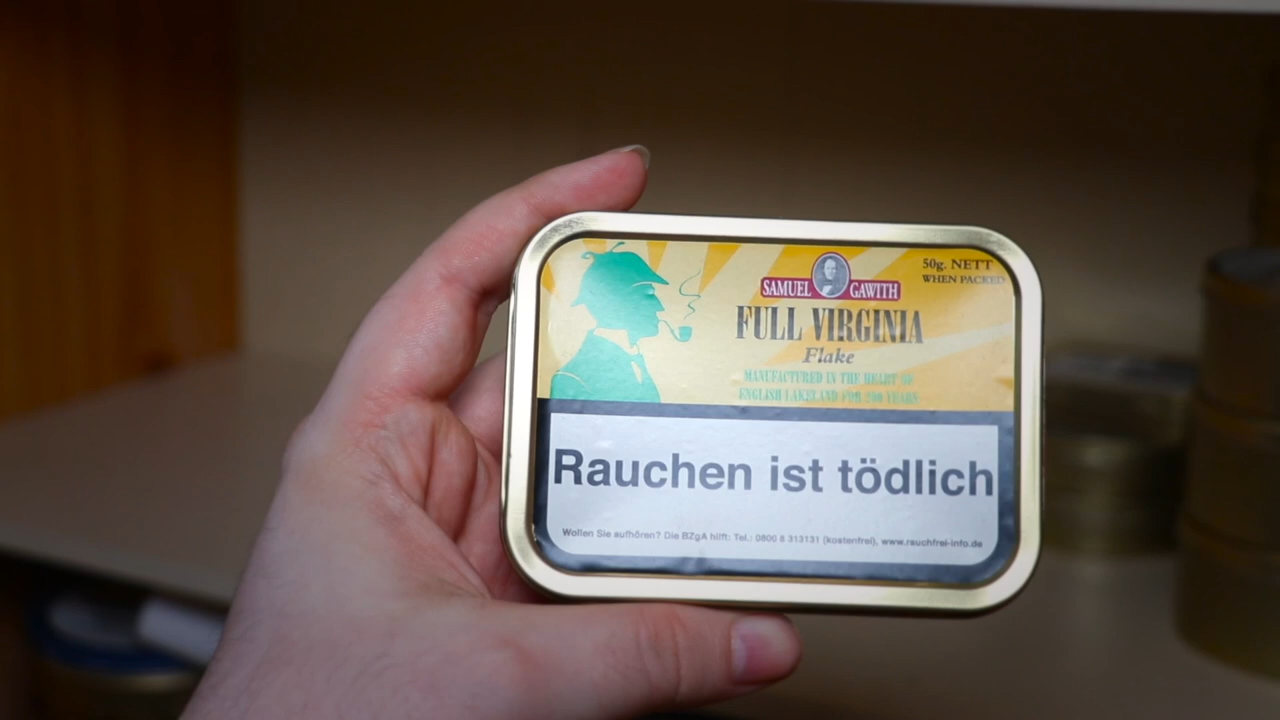 50g. NETT
WHEN PACKED
SAMUEL GAWITH
FULL VIRGINIA
Flake
MANUFACTURED IN THE HEART OF
ENGLISH LAKELAND FOR 200 YEARS
Rauchen ist tödlich
Wollen Sie aufhören? Die BZgA hilft: Tel.: 0800 8 313131 (kostenfrei), www.rauchfrei-info.de